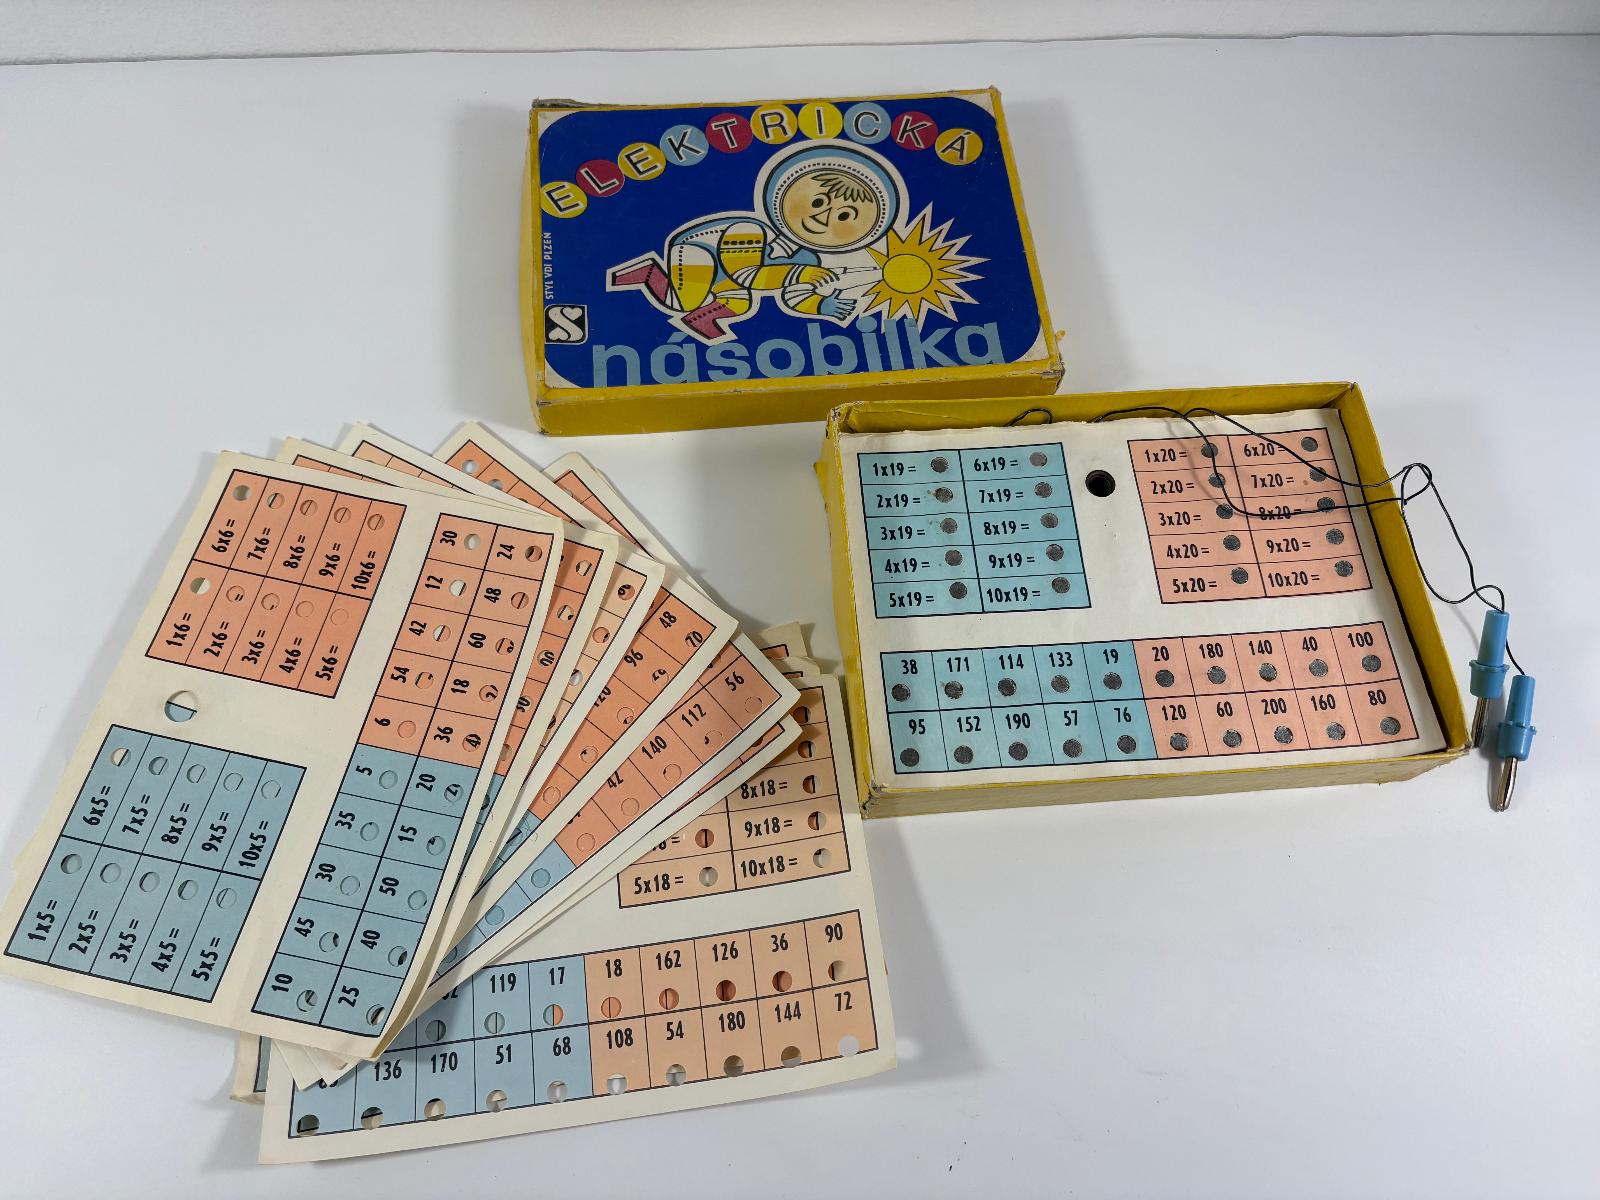 ELEKTRICKÁ
STYL VDI PLZEŇ
násobilka
1x19= 6x19=
2x19= 7x19=
3x19= 8x19=
4x19= 9x19=
5x19= 10x19=
1x20= 6x20=
2x20= 7x20=
3x20= 8x20=
4x20= 9x20=
5x20= 10x20=
38 171 114 133 19 20 180 140 40 100
95 152 190 57 76 120 60 200 160 80
1x6= 6x6=
2x6= 7x6=
3x6= 8x6=
4x6= 9x6=
5x6= 10x6=
1x5= 6x5=
2x5= 7x5=
3x5= 8x5=
4x5= 9x5=
5x5= 10x5=
10 45 30 35 5 6 54 42 12 30
25 40 50 15 20 36 18 60 48 24
48
96 70
56
112
140
42
8x18=
9x18=
5x18= 10x18=
119 17 18 162 126 36 90
136 170 51 68 108 54 180 144 72